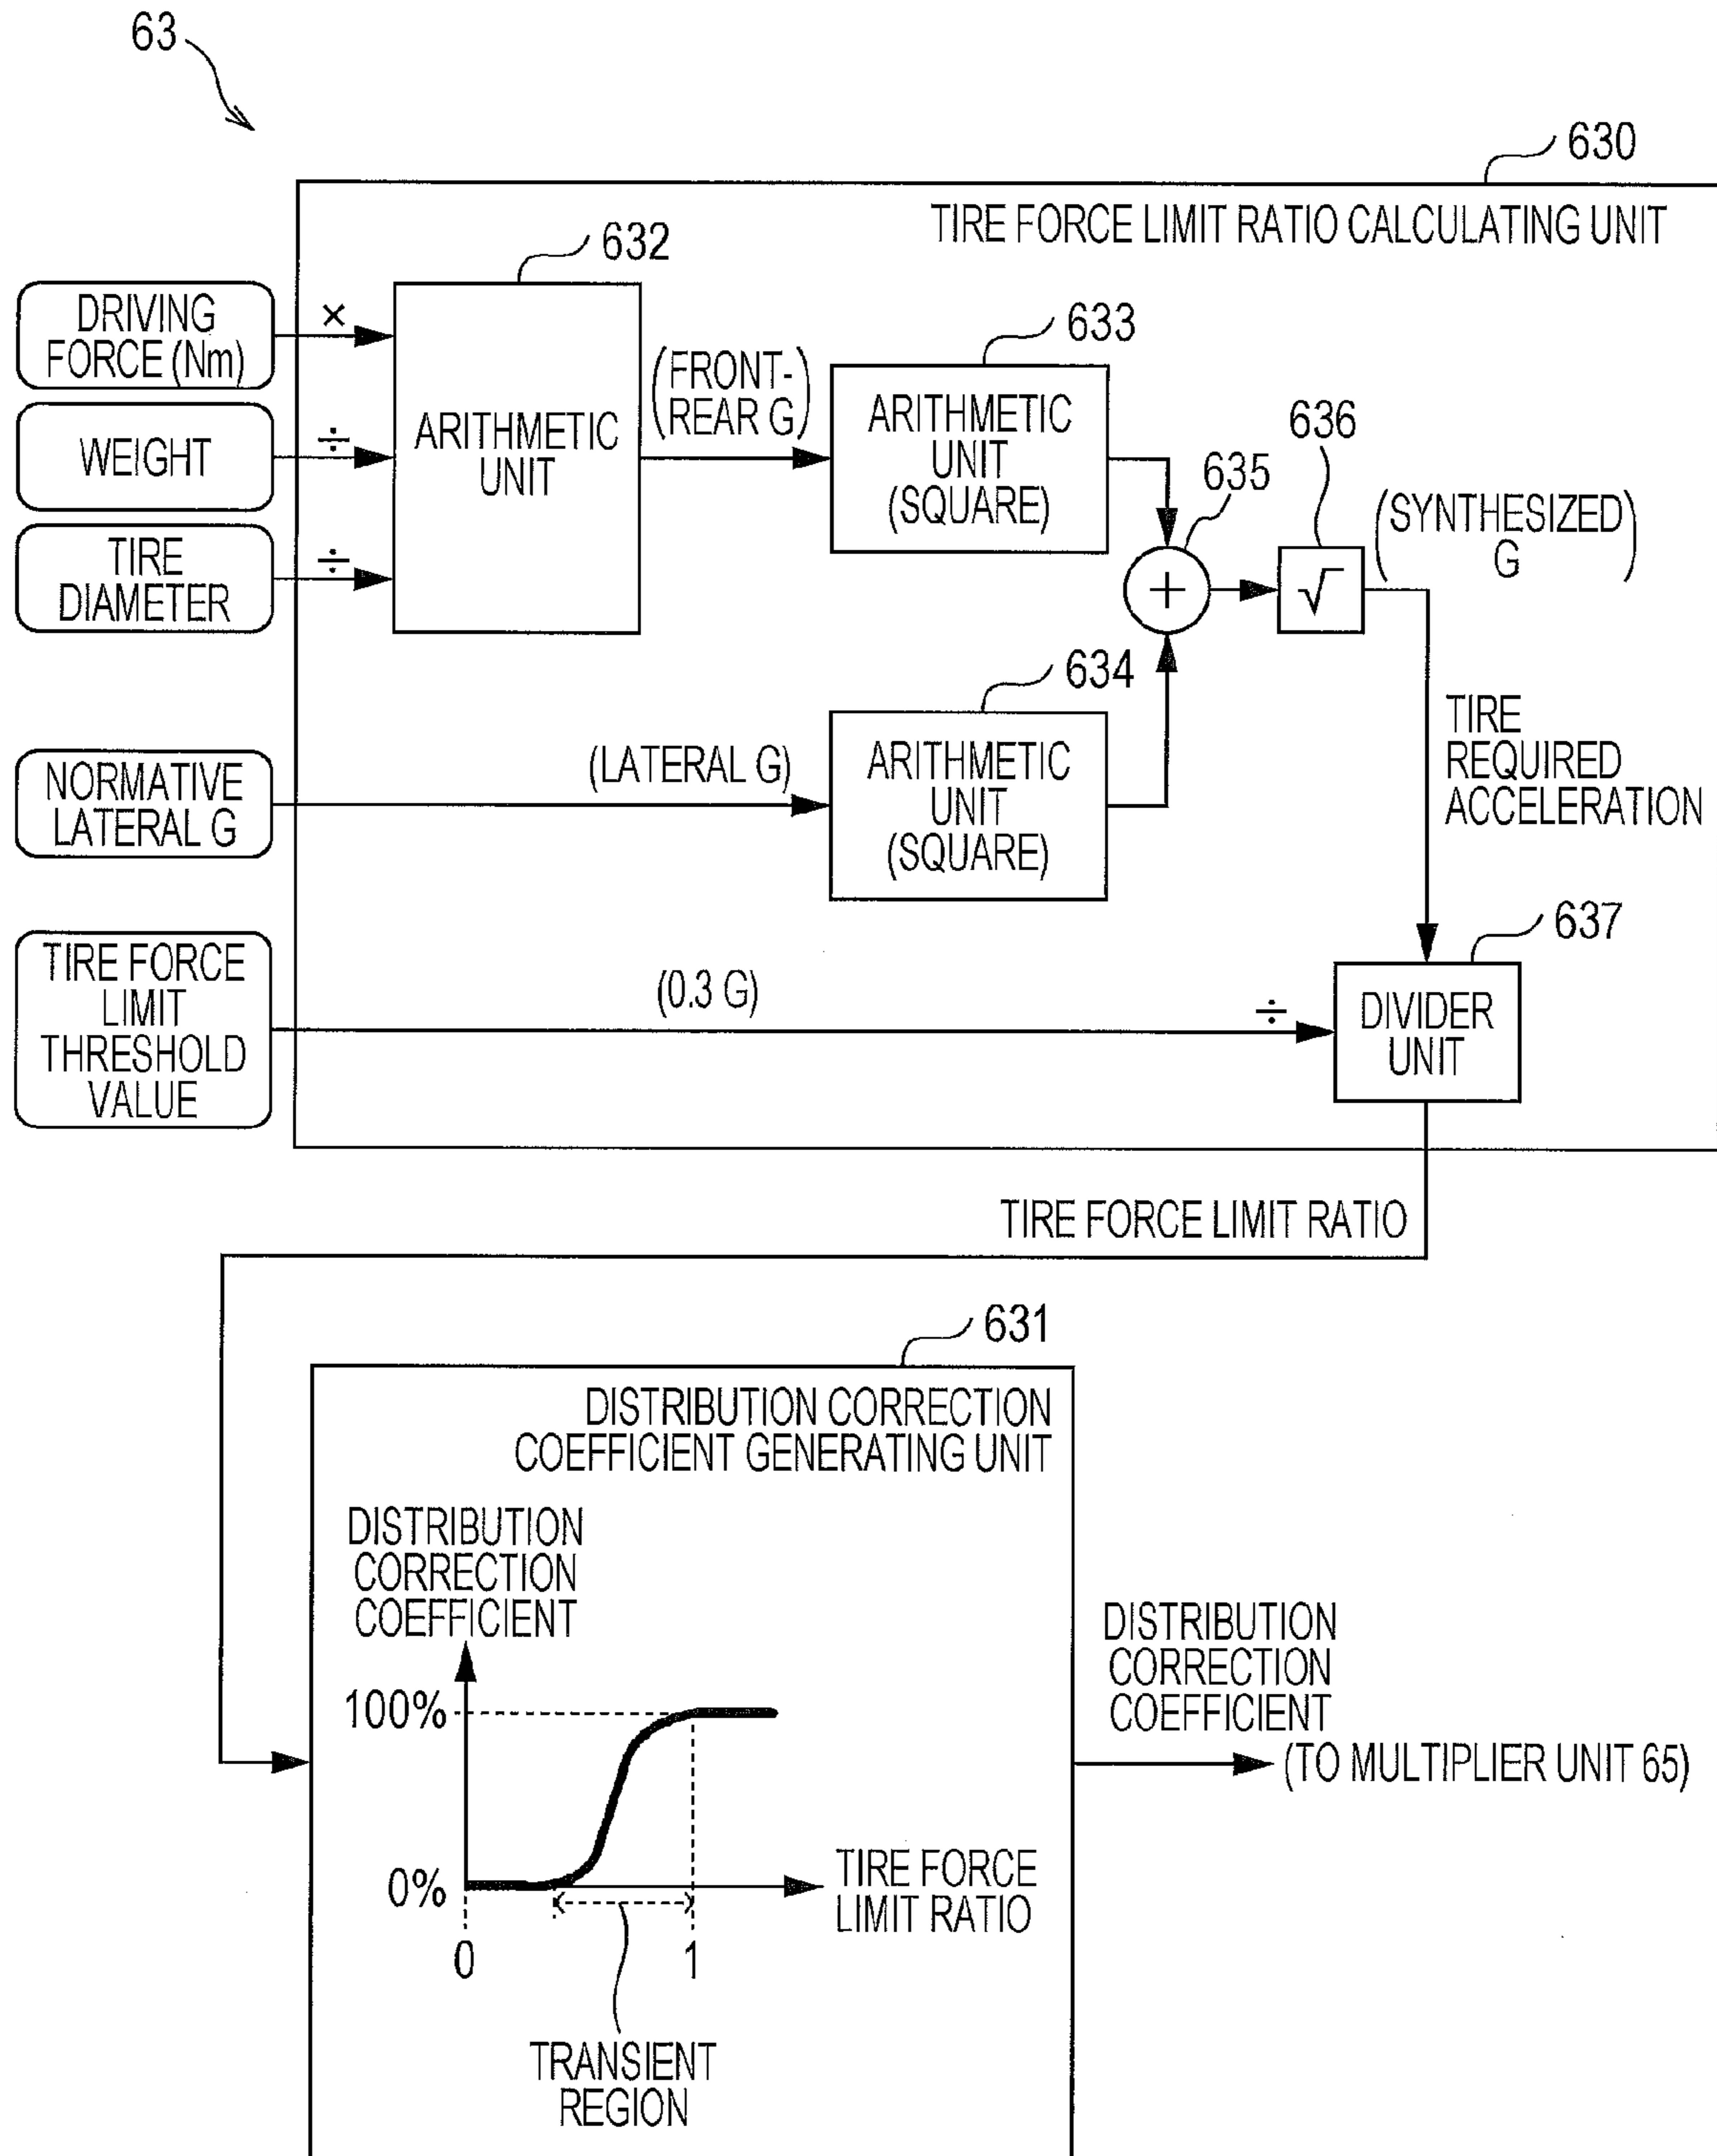 63
630
TIRE FORCE LIMIT RATIO CALCULATING UNIT
632
DRIVING
FORCE (Nm)
×
WEIGHT
÷
TIRE
DIAMETER
÷
ARITHMETIC
UNIT
(FRONT-
REAR G)
633
ARITHMETIC
UNIT
(SQUARE)
635
+
636
√
(SYNTHESIZED
G)
634
NORMATIVE
LATERAL G
(LATERAL G)
ARITHMETIC
UNIT
(SQUARE)
TIRE
REQUIRED
ACCELERATION
637
TIRE FORCE
LIMIT
THRESHOLD
VALUE
(0.3 G)
÷
DIVIDER
UNIT
TIRE FORCE LIMIT RATIO
631
DISTRIBUTION CORRECTION
COEFFICIENT GENERATING UNIT
DISTRIBUTION
CORRECTION
COEFFICIENT
100%
0%
0
1
TIRE FORCE
LIMIT RATIO
TRANSIENT
REGION
DISTRIBUTION
CORRECTION
COEFFICIENT
(TO MULTIPLIER UNIT 65)